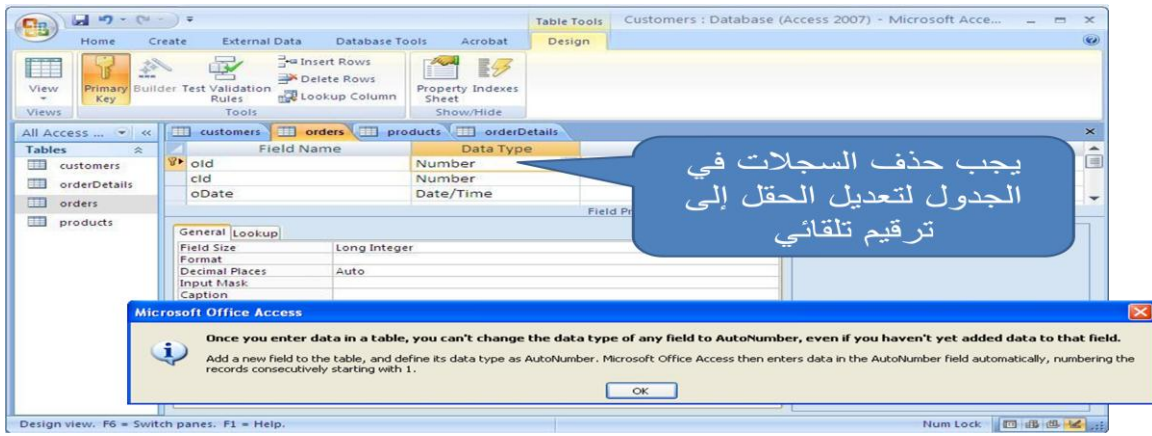 Table Tools
Customers : Database (Access 2007) - Microsoft Acce...
Home Create External Data Database Tools Acrobat Design
View
Primary Key
Builder
Test Validation Rules
Insert Rows
Delete Rows
Lookup Column
Property Sheet
Indexes
Views
Tools
Show/Hide
All Access ...
customers orders products orderDetails
Tables
customers
orderDetails
orders
products
Field Name Data Type
oId Number
cId Number
oDate Date/Time
يجب حذف السجلات في
الجدول لتعديل الحقل إلى
ترقيم تلقائي
General Lookup
Field Size Long Integer
Format
Decimal Places Auto
Input Mask
Caption
Microsoft Office Access
Once you enter data in a table, you can't change the data type of any field to AutoNumber, even if you haven't yet added data to that field.
Add a new field to the table, and define its data type as AutoNumber. Microsoft Office Access then enters data in the AutoNumber field automatically, numbering the
records consecutively starting with 1.
OK
Design view. F6 = Switch panes. F1 = Help.
Num Lock